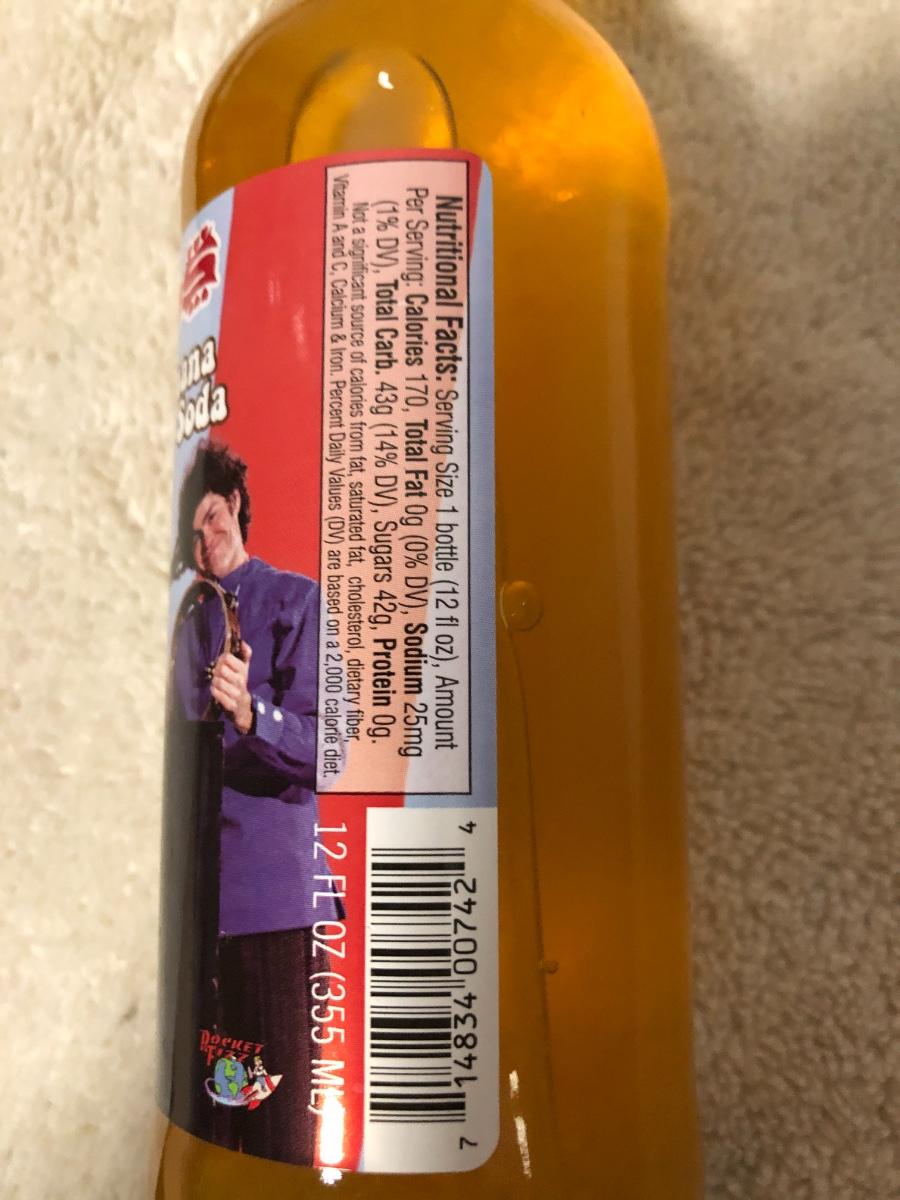 Nutritional Facts: Serving Size 1 bottle (12 fl oz), Amount
Per Serving: Calories 170, Total Fat 0g (0% DV), Sodium 25mg
(1% DV), Total Carb. 43g (14% DV), Sugars 42g, Protein 0g.
Not a significant source of calories from fat, saturated fat, cholesterol, dietary fiber,
Vitamin A and C, Calcium & Iron. Percent Daily Values (DV) are based on a 2,000 calorie diet.
Soda
12 FL OZ (355 ML)
ROCKET
FIZZ
7 14834 00742 4